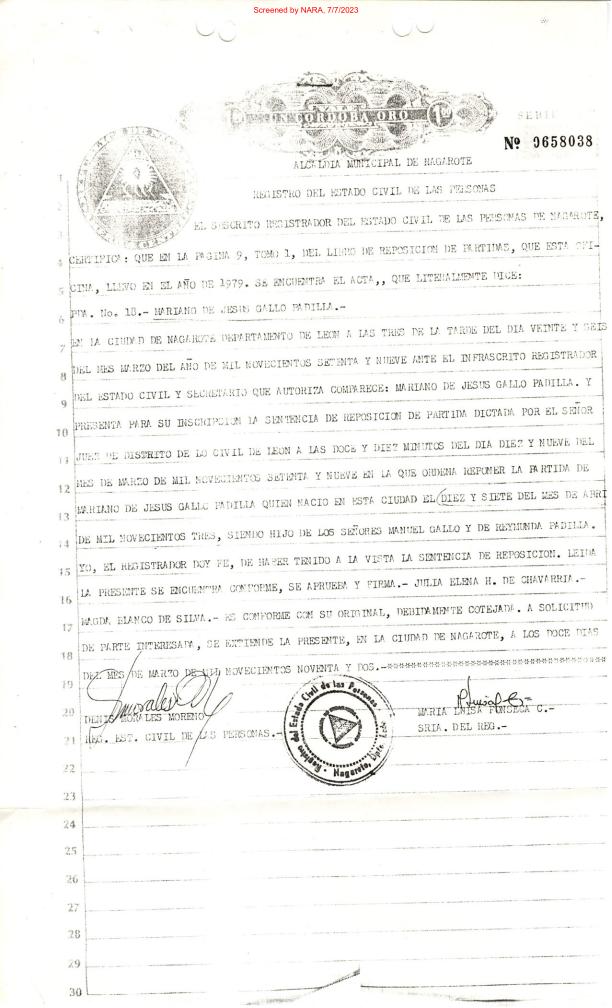 Screened by NARA, 7/7/2023
VALE
UN CORDOBA ORO
SERIE
Nº 0658038
ALCALDIA MUNICIPAL DE NAGAROTE
REGISTRO DEL ESTADO CIVIL DE LAS PERSONAS
EL SUSCRITO REGISTRADOR DEL ESTADO CIVIL DE LAS PERSONAS DE NAGAROTE,
CERTIFICA: QUE EN LA PAGINA 9, TOMO 1, DEL LIBRO DE REPOSICION DE PARTIDAS, QUE ESTA OFI-
CINA, LLEVO EN EL AÑO DE 1979. SE ENCUENTRA EL ACTA,, QUE LITERALMENTE DICE:
PDA. No. 18.- MARIANO DE JESUS GALLO PADILLA.-
EN LA CIUDAD DE NAGAROTE DEPARTAMENTO DE LEON A LAS TRES DE LA TARDE DEL DIA VEINTE Y SEIS
DEL MES MARZO DEL AÑO DE MIL NOVECIENTOS SETENTA Y NUEVE ANTE EL INFRASCRITO REGISTRADOR
DEL ESTADO CIVIL Y SECRETARIO QUE AUTORIZA COMPARECE: MARIANO DE JESUS GALLO PADILLA. Y
PRESENTA PARA SU INSCRIPCION LA SENTENCIA DE REPOSICION DE PARTIDA DICTADA POR EL SEÑOR
JUEZ DE DISTRITO DE LO CIVIL DE LEON A LAS DOCE Y DIEZ MINUTOS DEL DIA DIEZ Y NUEVE DEL
MES DE MARZO DE MIL NOVECIENTOS SETENTA Y NUEVE EN LA QUE ORDENA REPONER LA PARTIDA DE
MARIANO DE JESUS GALLO PADILLA QUIEN NACIO EN ESTA CIUDAD EL DIEZ Y SIETE DEL MES DE ABRI
DE MIL NOVECIENTOS TRES, SIENDO HIJO DE LOS SEÑORES MANUEL GALLO Y DE REYMUNDA PADILLA.
YO, EL REGISTRADOR DOY FE, DE HABER TENIDO A LA VISTA LA SENTENCIA DE REPOSICION. LEIDA
LA PRESENTE SE ENCUENTRA CONFORME, SE APRUEBA Y FIRMA.- JULIA ELENA H. DE CHAVARRIA.-
MAGDA BLANCO DE SILVA.- ES CONFORME CON SU ORIGINAL, DEBIDAMENTE COTEJADA. A SOLICITUD
DE PARTE INTERESADA, SE EXTIENDE LA PRESENTE, EN LA CIUDAD DE NAGAROTE, A LOS DOCE DIAS
DEL MES DE MARZO DE MIL NOVECIENTOS NOVENTA Y DOS.-
DENIS MORALES MORENO
REG. EST. CIVIL DE LAS PERSONAS.-
MARIA LUISA FONSECA C.-
SRIA. DEL REG.-
Registro del Estado Civil de las Personas
Nagarote, Dpto. León
1
2
3
4
5
6
7
8
9
10
11
12
13
14
15
16
17
18
19
20
21
22
23
24
25
26
27
28
29
30